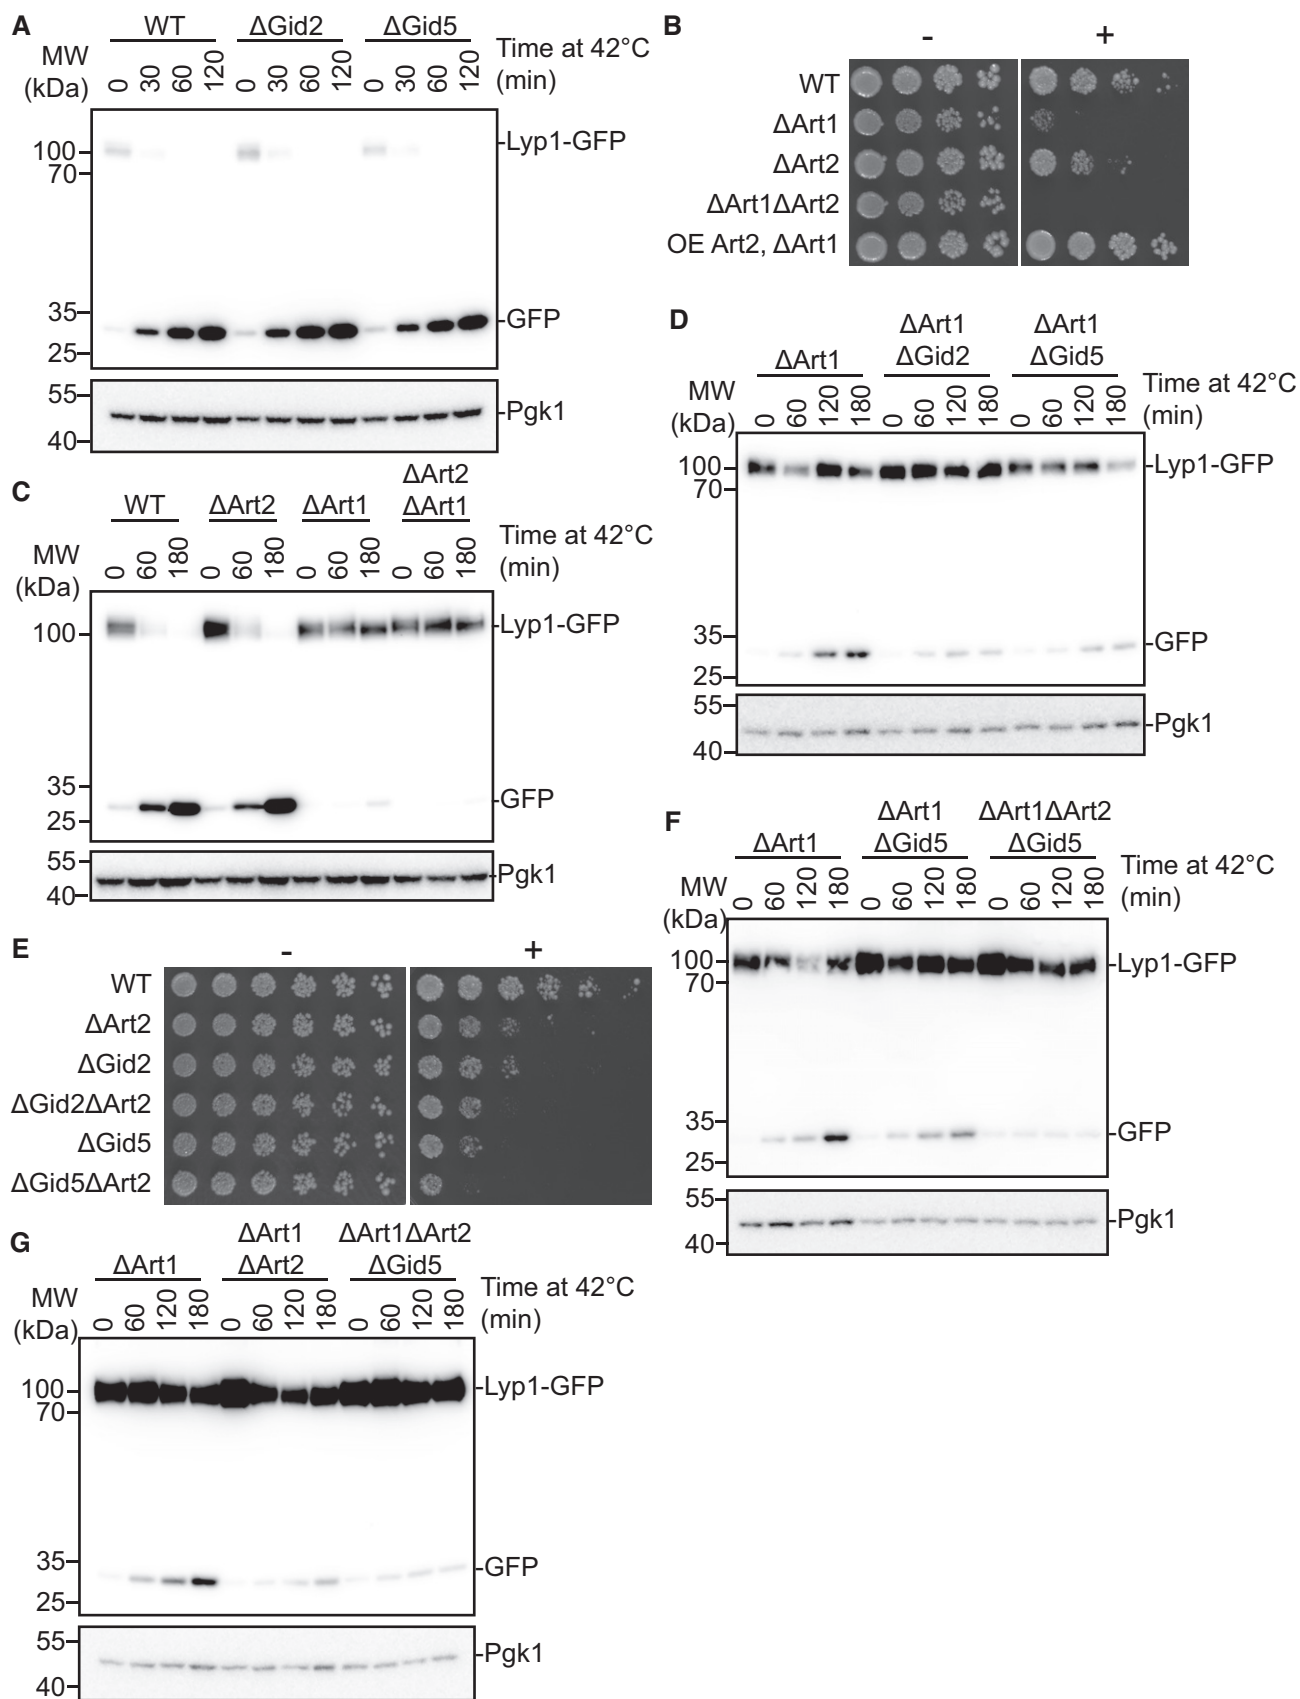 A
WT ΔGid2 ΔGid5
MW
(kDa)
0 30 60 120 0 30 60 120 0 30 60 120
Time at 42°C
(min)
100
70
35
25
-Lyp1-GFP
-GFP
55
40
-Pgk1
B
- +
WT
ΔArt1
ΔArt2
ΔArt1ΔArt2
OE Art2, ΔArt1
C
WT ΔArt2 ΔArt1 ΔArt2
ΔArt1
MW
(kDa)
0 60 180 0 60 180 0 60 180 0 60 180
Time at 42°C
(min)
100
35
25
-Lyp1-GFP
-GFP
55
40
-Pgk1
D
ΔArt1 ΔArt1
ΔGid2 ΔArt1
ΔGid5
MW
(kDa)
0 60 120 180 0 60 120 180 0 60 120 180
Time at 42°C
(min)
100
70
35
25
-Lyp1-GFP
-GFP
55
40
-Pgk1
E
- +
WT
ΔArt2
ΔGid2
ΔGid2ΔArt2
ΔGid5
ΔGid5ΔArt2
F
ΔArt1 ΔArt1
ΔGid5 ΔArt1ΔArt2
ΔGid5
MW
(kDa)
0 60 120 180 0 60 120 180 0 60 120 180
Time at 42°C
(min)
100
70
35
25
-Lyp1-GFP
-GFP
55
40
-Pgk1
G
ΔArt1 ΔArt1
ΔArt2 ΔArt1ΔArt2
ΔGid5
MW
(kDa)
0 60 120 180 0 60 120 180 0 60 120 180
Time at 42°C
(min)
100
70
35
25
-Lyp1-GFP
-GFP
55
40
-Pgk1